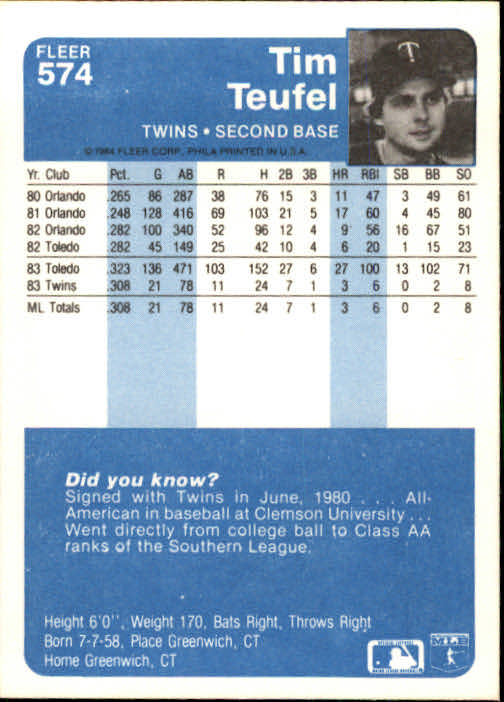 FLEER
574
Tim
Teufel
TWINS • SECOND BASE
© 1984 FLEER CORP., PHILA PRINTED IN U.S.A.
Yr. Club Pct. G AB R H 2B 3B HR RBI SB BB SO
80 Orlando .265 86 287 38 76 15 3 11 47 3 49 61
81 Orlando .248 128 416 69 103 21 5 17 60 4 45 80
82 Orlando .282 100 340 52 96 12 4 9 56 16 67 51
82 Toledo .282 45 149 25 42 10 4 6 20 1 15 23
83 Toledo .323 136 471 103 152 27 6 27 100 13 102 71
83 Twins .308 21 78 11 24 7 1 3 6 0 2 8
ML Totals .308 21 78 11 24 7 1 3 6 0 2 8
Did you know?
Signed with Twins in June, 1980 . . . All-
American in baseball at Clemson University . . .
Went directly from college ball to Class AA
ranks of the Southern League.
Height 6'0'', Weight 170, Bats Right, Throws Right
Born 7-7-58, Place Greenwich, CT
Home Greenwich, CT